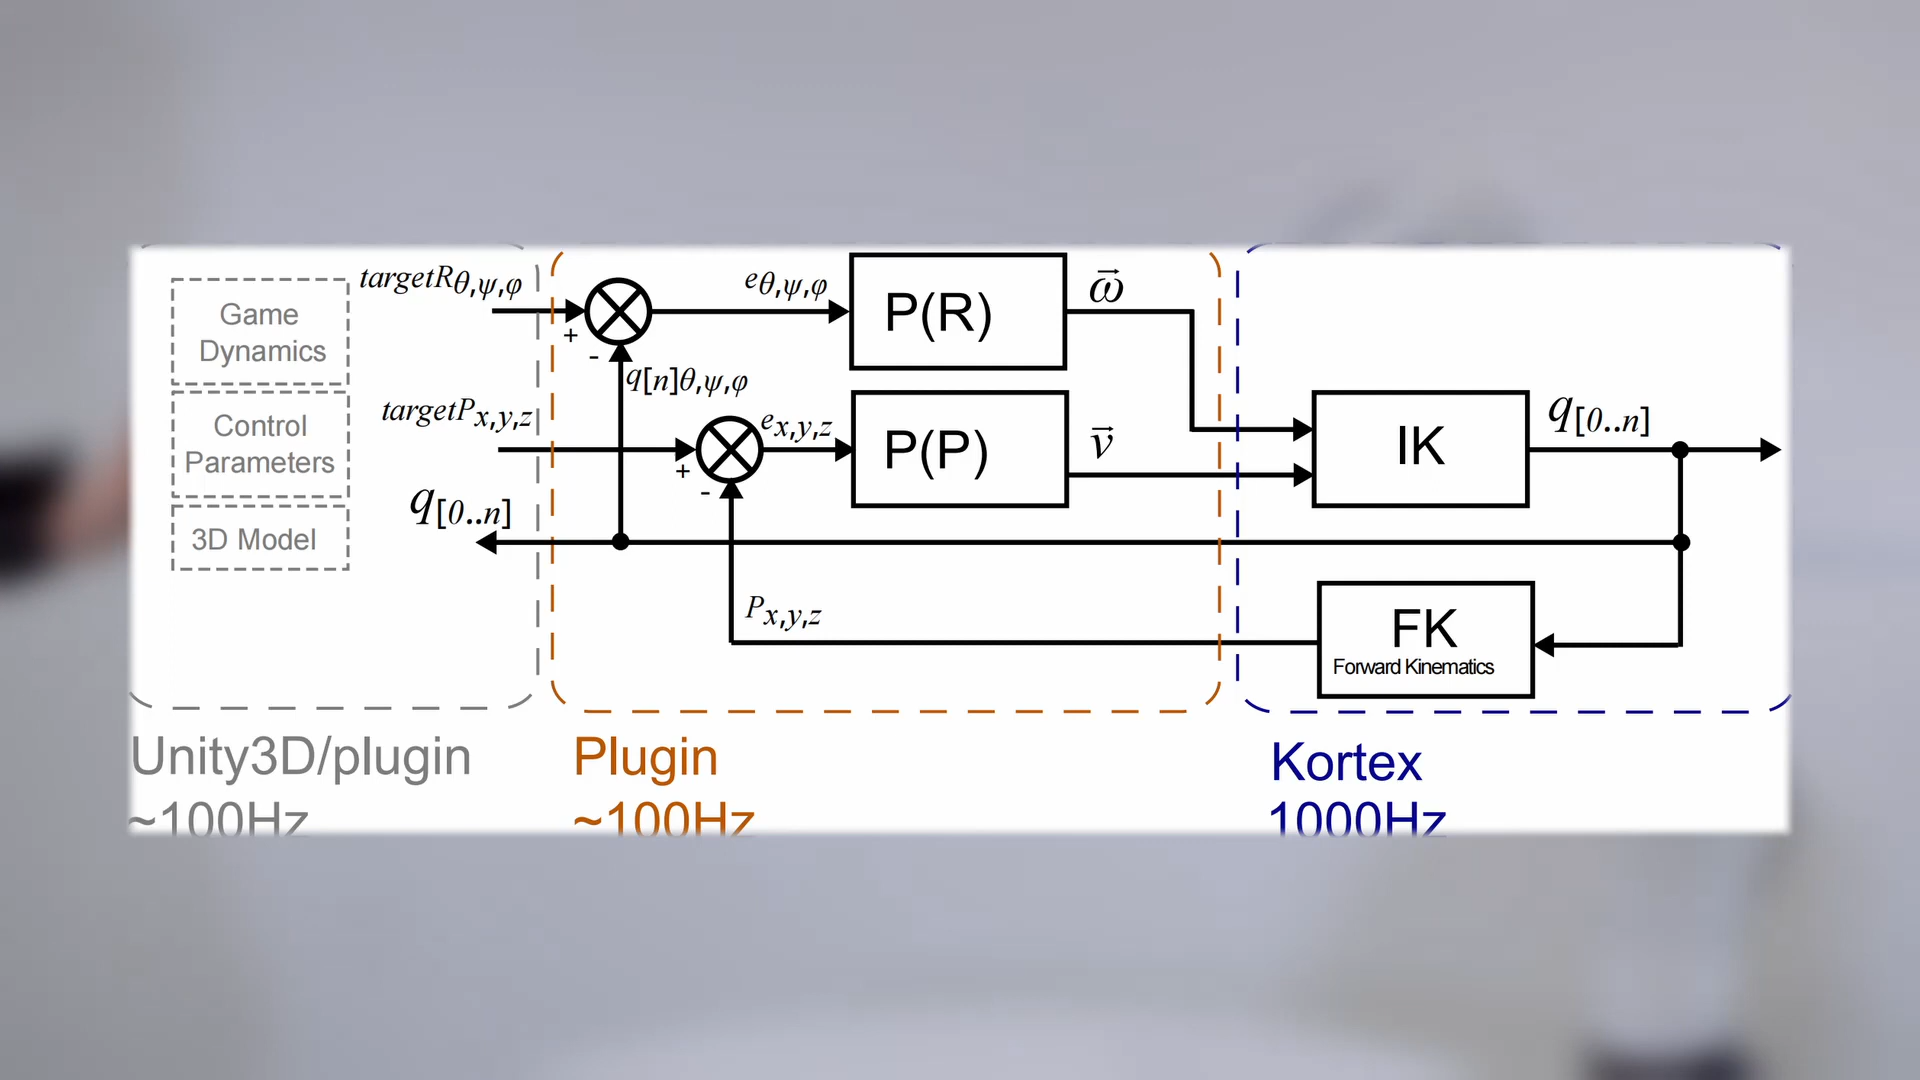 Game
Dynamics
Control
Parameters
3D Model
targetRθ,ψ,φ
+
-
q[n]θ,ψ,φ
eθ,ψ,φ
P(R)
ω⃗
targetPx,y,z
+
-
ex,y,z
P(P)
v⃗
IK
q[0..n]
q[0..n]
Px,y,z
FK
Forward Kinematics
Unity3D/plugin
~100Hz
Plugin
~100Hz
Kortex
1000Hz